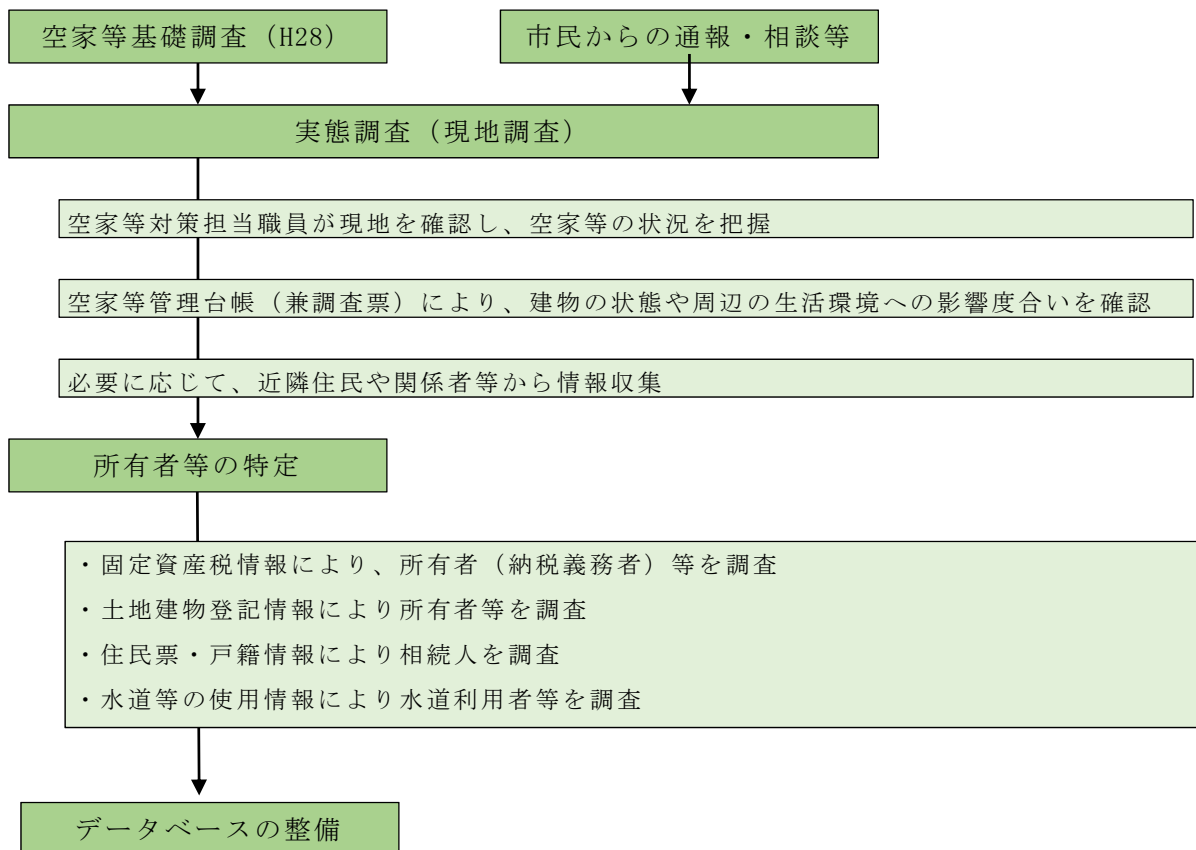 空家等基礎調査（H28）
市民からの通報・相談等
実態調査（現地調査）
空家等対策担当職員が現地を確認し、空家等の状況を把握
空家等管理台帳（兼調査票）により、建物の状態や周辺の生活環境への影響度合いを確認
必要に応じて、近隣住民や関係者等から情報収集
所有者等の特定
・固定資産税情報により、所有者（納税義務者）等を調査
・土地建物登記情報により所有者等を調査
・住民票・戸籍情報により相続人を調査
・水道等の使用情報により水道利用者等を調査
データベースの整備